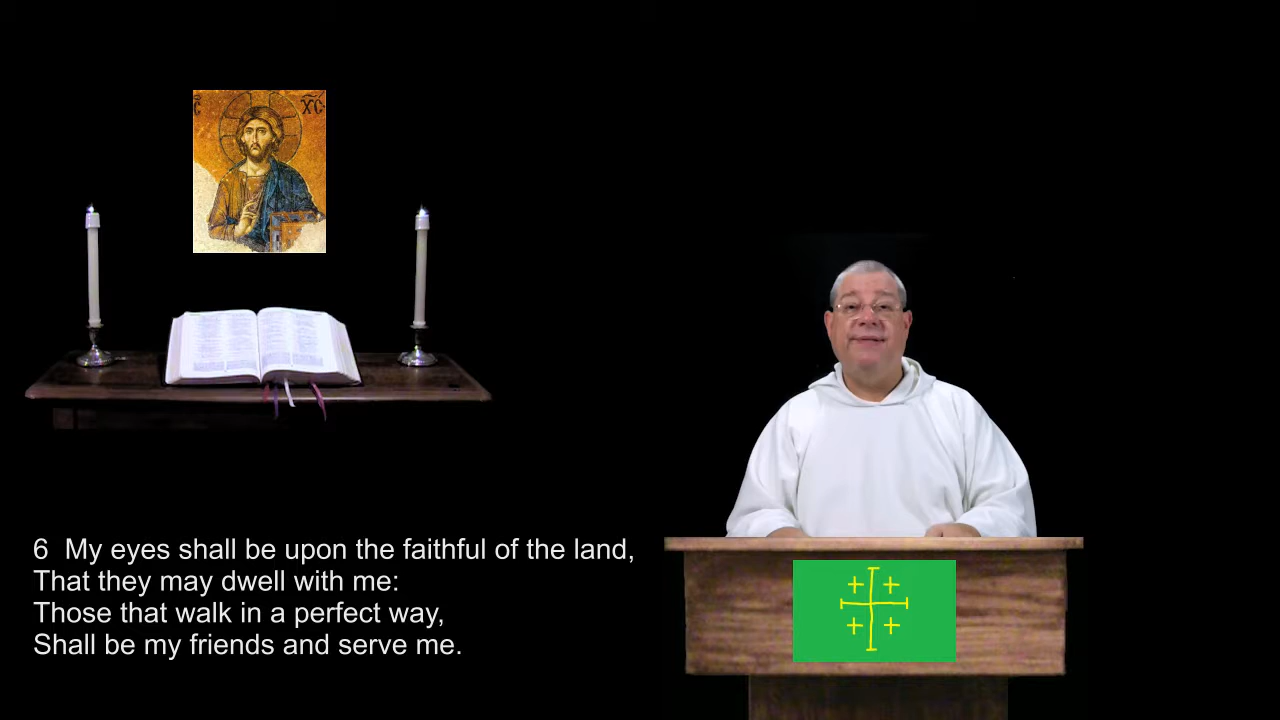 XC
6 My eyes shall be upon the faithful of the land,
That they may dwell with me:
Those that walk in a perfect way,
Shall be my friends and serve me.